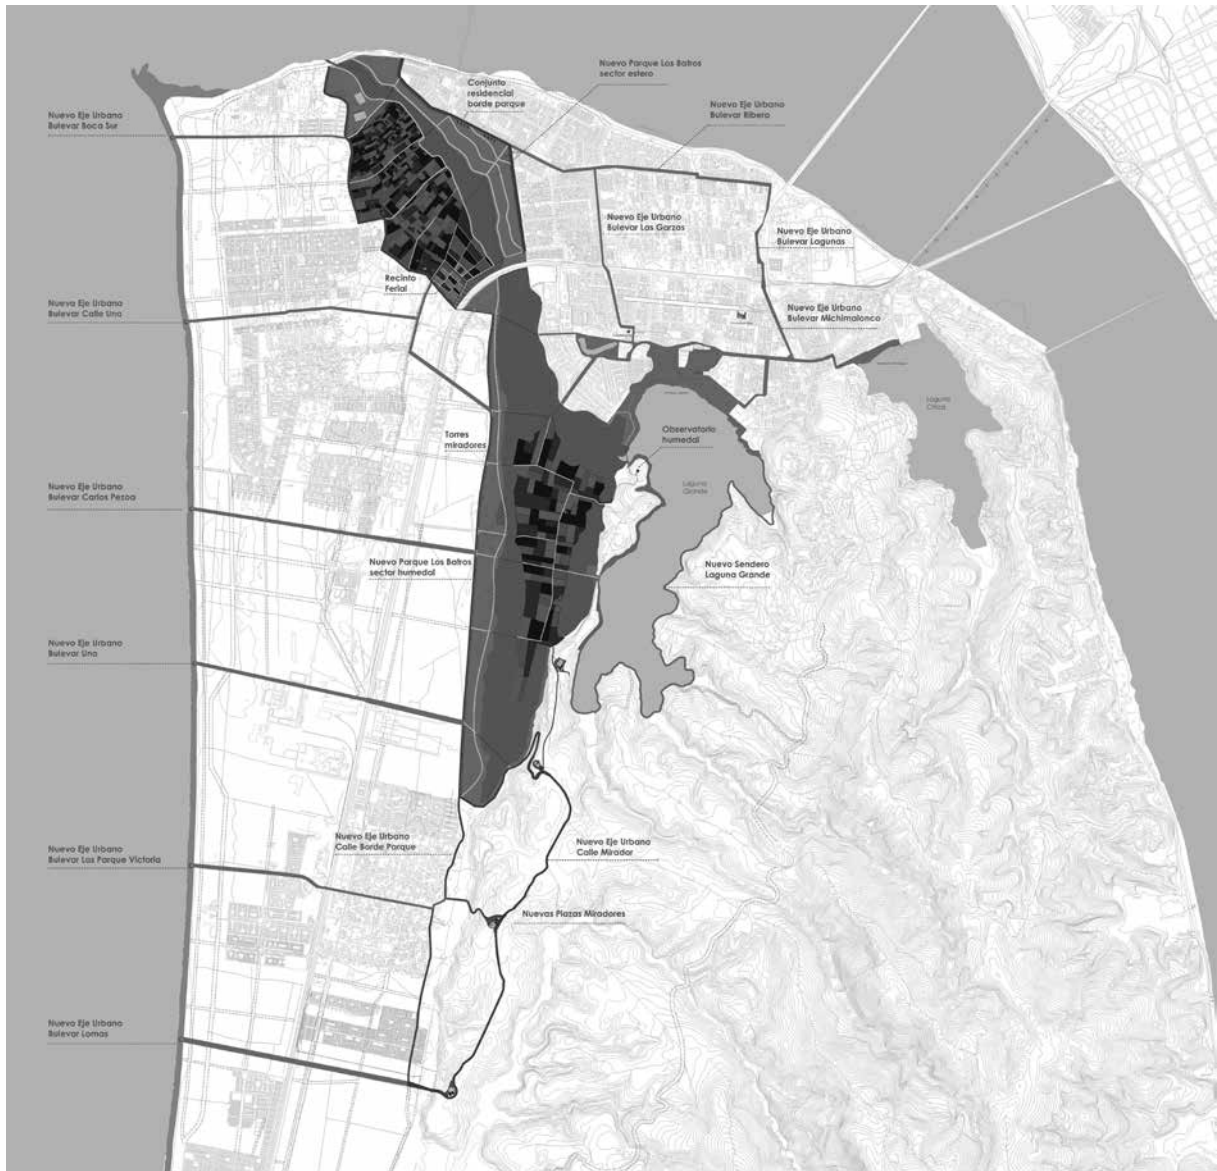 Nuevo Parque Los Batros
sector estero
Conjunto
residencial
borde parque
Nuevo Eje Urbano
Bulevar Ribera
Nuevo Eje Urbano
Bulevar Boca Sur
Nuevo Eje Urbano
Bulevar Las Garzas
Nuevo Eje Urbano
Bulevar Lagunas
Recinto
Ferial
Nuevo Eje Urbano
Bulevar Calle Uno
Nuevo Eje Urbano
Bulevar Michimalonco
Laguna
Chica
Torres
miradores
Observatorio
humedal
Laguna
Grande
Nuevo Eje Urbano
Bulevar Carlos Pezoa
Nuevo Parque Los Batros
sector humedal
Nuevo Sendero
Laguna Grande
Nuevo Eje Urbano
Bulevar Uno
Nuevo Eje Urbano
Calle Borde Parque
Nuevo Eje Urbano
Calle Mirador
Nuevo Eje Urbano
Bulevar Los Parque Victoria
Nuevas Plazas Miradores
Nuevo Eje Urbano
Bulevar Lomas